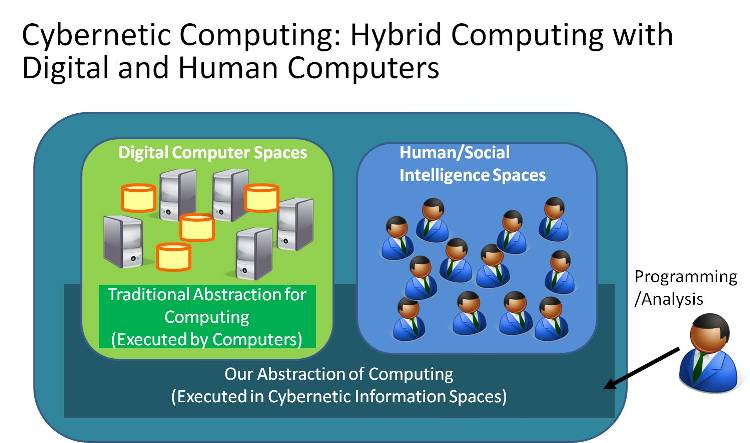 Cybernetic Computing: Hybrid Computing with
Digital and Human Computers
Digital Computer Spaces
Human/Social
Intelligence Spaces
Traditional Abstraction for
Computing
(Executed by Computers)
Programming
/Analysis
Our Abstraction of Computing
(Executed in Cybernetic Information Spaces)